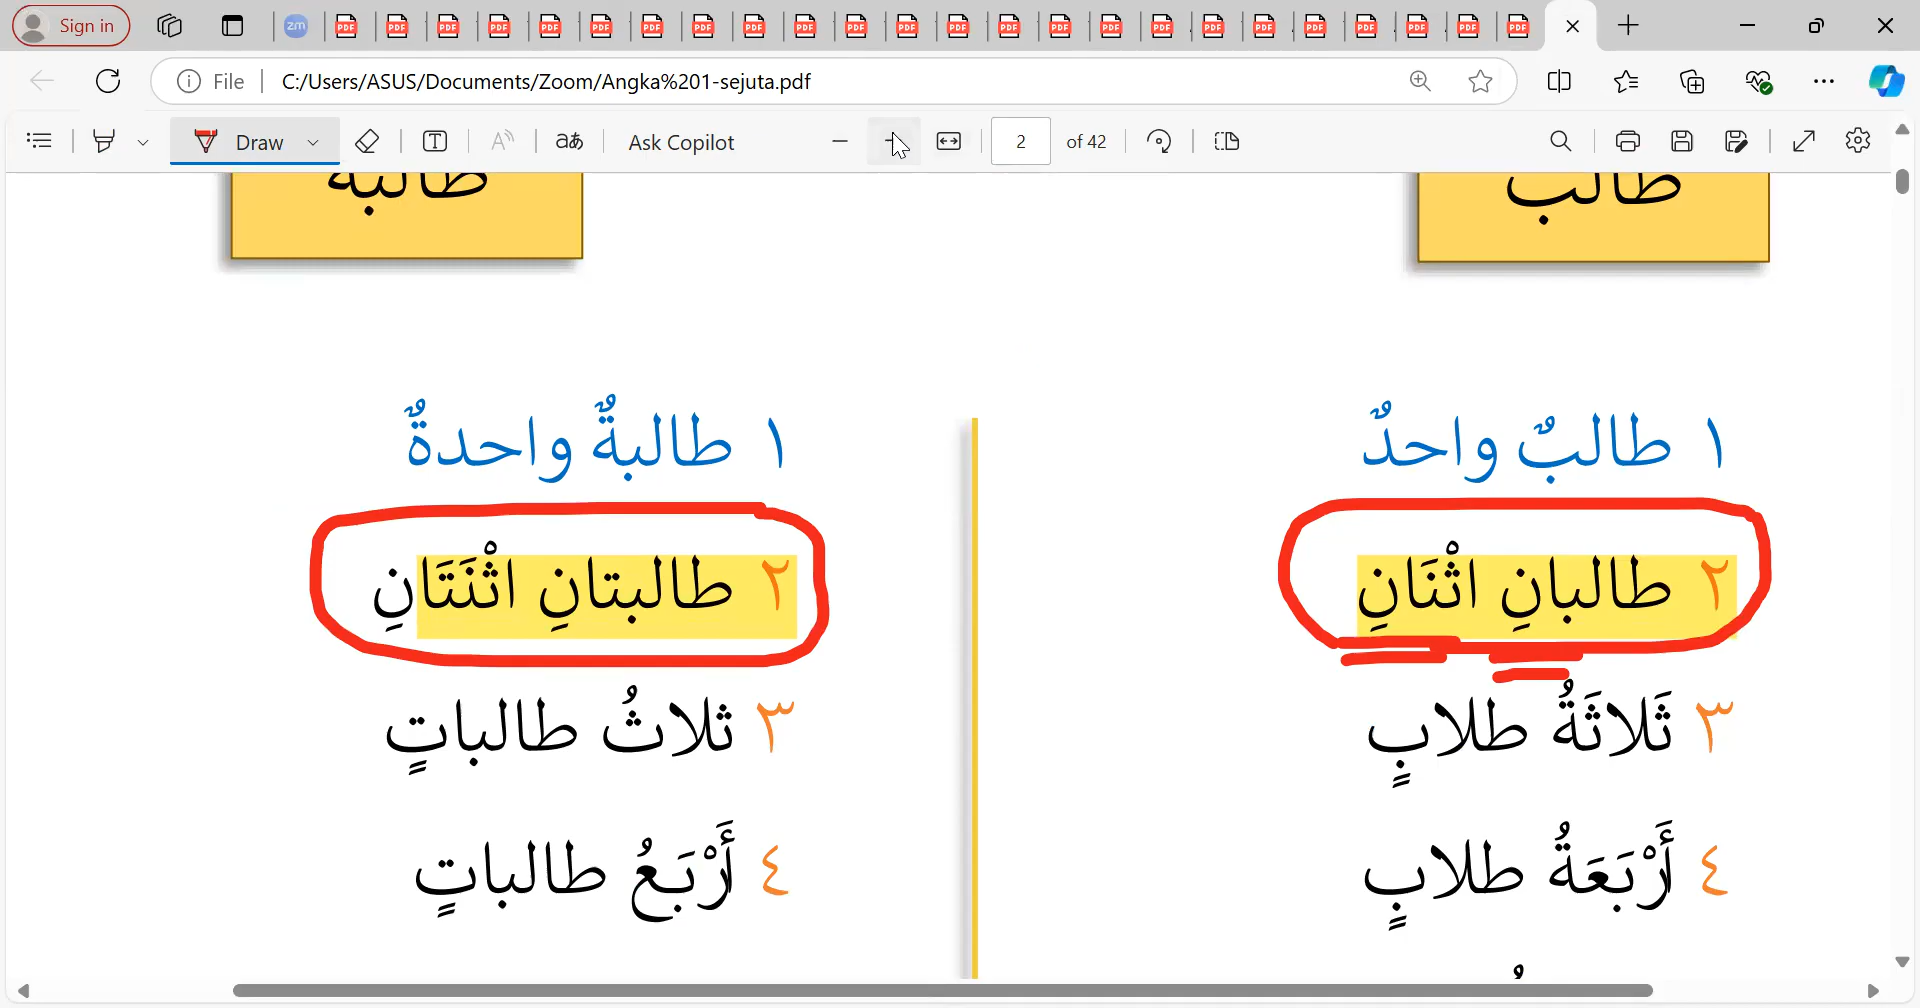 Sign in
File C:/Users/ASUS/Documents/Zoom/Angka%201-sejuta.pdf
Draw Ask Copilot 2 of 42
طالب
طالبة
١ طالبٌ واحدٌ
٢ طالبانِ اثْنَانِ
٣ ثَلاثَةُ طلابٍ
٤ أَرْبَعَةُ طلابٍ
١ طالبةٌ واحدةٌ
٢ طالبتانِ اثْنَتَانِ
٣ ثلاثُ طالباتٍ
٤ أَرْبَعُ طالباتٍ